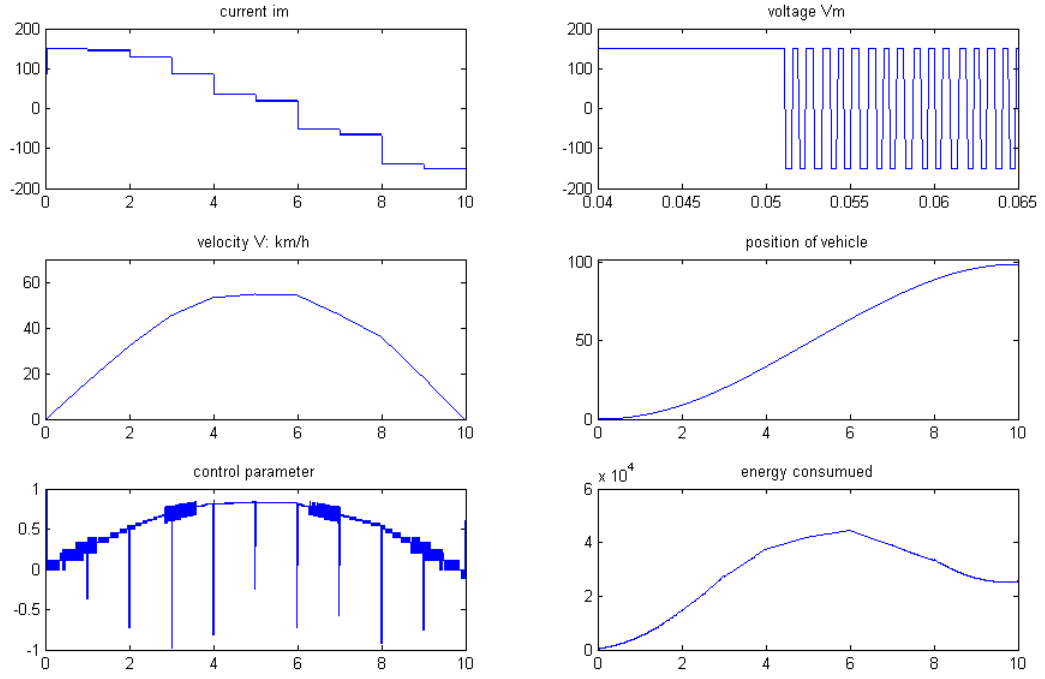 current im
200
100
0
-100
-200
0 2 4 6 8 10
voltage Vm
200
100
0
-100
-200
0.04 0.045 0.05 0.055 0.06 0.065
velocity V: km/h
60
40
20
0
0 2 4 6 8 10
position of vehicle
100
50
0
0 2 4 6 8 10
control parameter
1
0.5
0
-0.5
-1
0 2 4 6 8 10
energy consumued
x 10^4
6
4
2
0
0 2 4 6 8 10